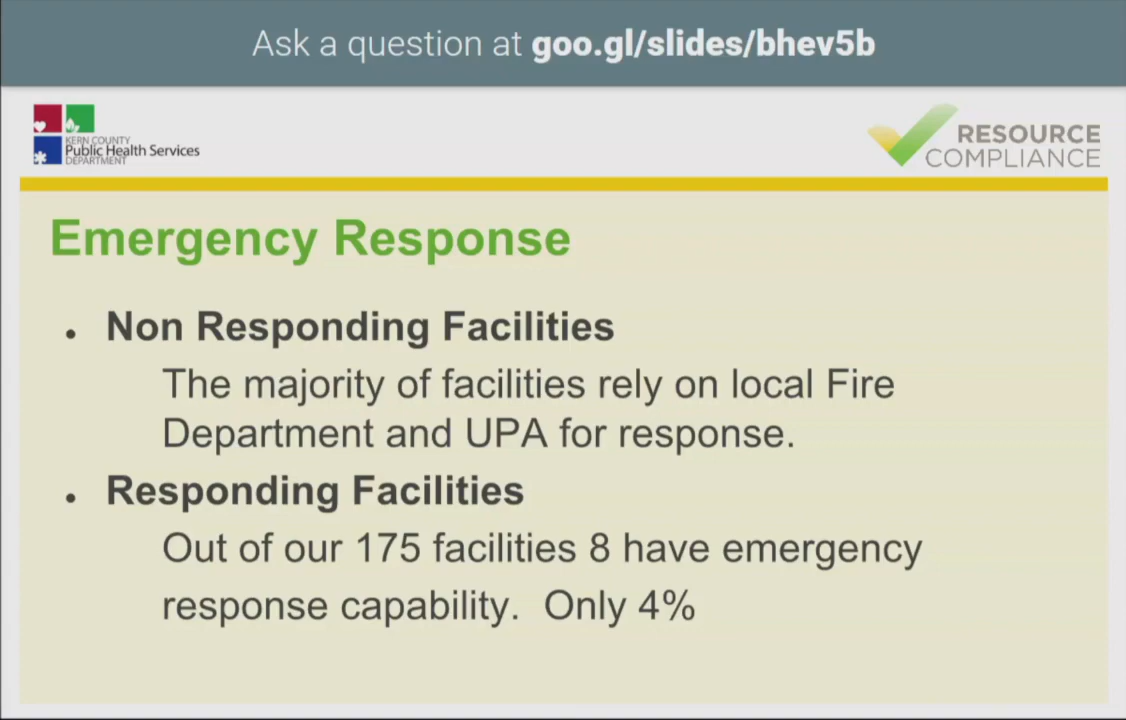 Ask a question at goo.gl/slides/bhev5b
KERN COUNTY
Public Health Services
DEPARTMENT
RESOURCE
COMPLIANCE
Emergency Response
• Non Responding Facilities
The majority of facilities rely on local Fire
Department and UPA for response.
• Responding Facilities
Out of our 175 facilities 8 have emergency
response capability. Only 4%